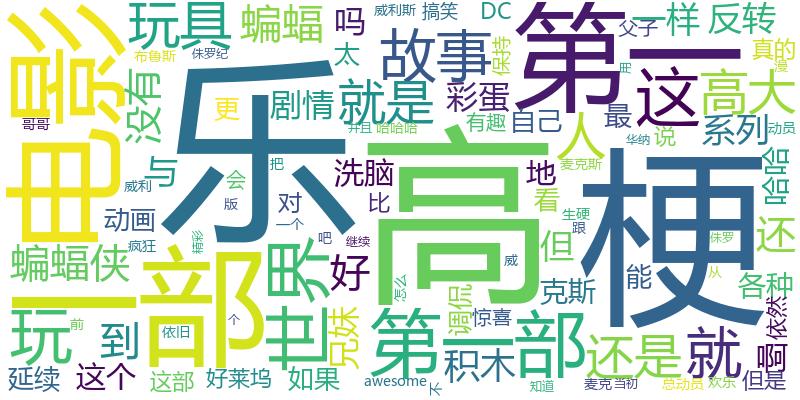 玩具
蝙蝠
吗
威利斯
搞笑
DC
父子
一样
反转
布鲁斯
侏罗纪
太
故事
保持
第一
这
真的
漫
电影
哥哥
没有
乐
更
剧情
就是
彩蛋
最
高大
并且
哈哈哈
有趣
自己
人
说
系列
动员
与
把
洗脑
地
华纳
麦克斯
哈哈
威利
会
对
高
看
梗
动画
版
一个
比
生硬
跟
还
疯狂
精彩
吧
但
侏罗
蝙蝠侠
一部
世界
好
继续
威
能
从
各种
怎么
克斯
玩
前
到
依旧
个
兄妹
第一部
调侃
惊喜
还是
就
啊
依然
延续
这个
这部
好莱坞
如果
积木
awesome
不
知道
麦克
当初
总动员
欢乐
但是